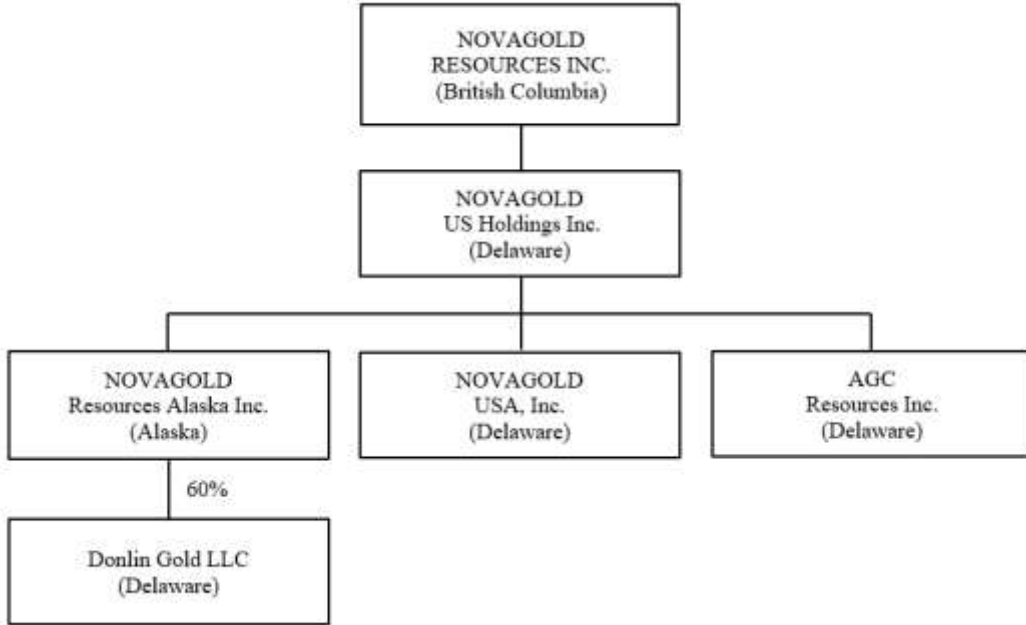 NOVAGOLD
RESOURCES INC.
(British Columbia)
NOVAGOLD
US Holdings Inc.
(Delaware)
NOVAGOLD
Resources Alaska Inc.
(Alaska)
NOVAGOLD
USA, Inc.
(Delaware)
AGC
Resources Inc.
(Delaware)
60%
Donlin Gold LLC
(Delaware)